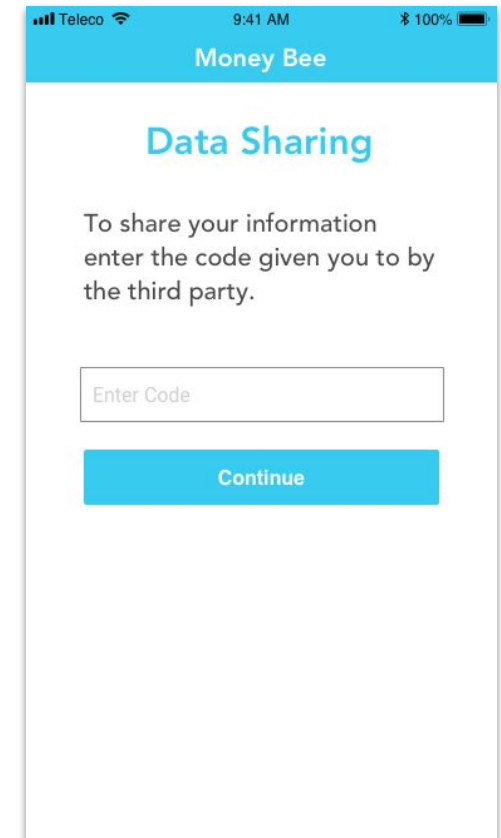 Teleco 9:41 AM 100%
Money Bee
Data Sharing
To share your information
enter the code given you to by
the third party.
Enter Code
Continue